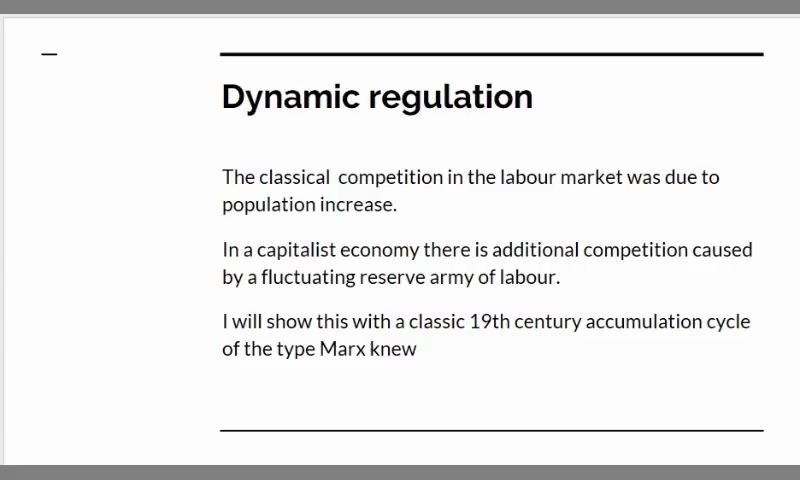 Dynamic regulation
The classical  competition in the labour market was due to
population increase.
In a capitalist economy there is additional competition caused
by a fluctuating reserve army of labour.
I will show this with a classic 19th century accumulation cycle
of the type Marx knew